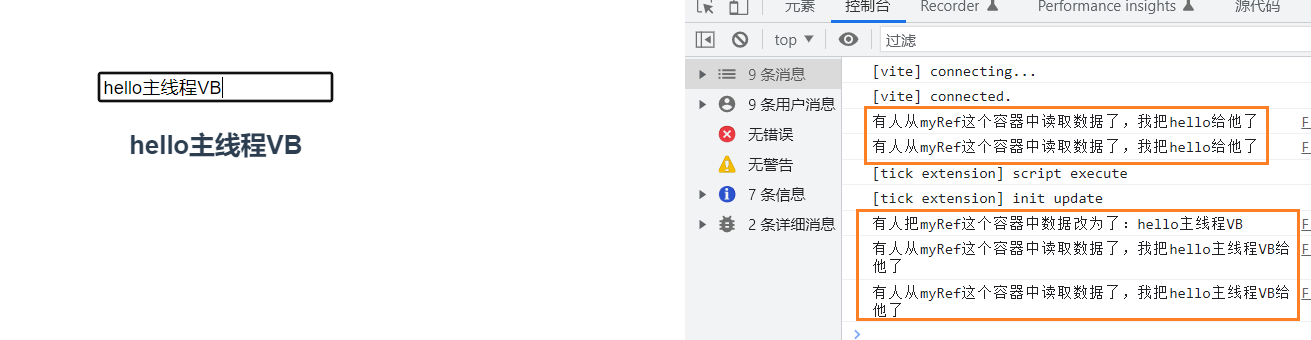 hello主线程VB
hello主线程VB
元素 控制台 Recorder Performance insights 源代码
top 过滤
9 条消息
9 条用户消息
无错误
无警告
7 条信息
2 条详细消息
[vite] connecting...
[vite] connected.
有人从myRef这个容器中读取数据了，我把hello给他了 F
有人从myRef这个容器中读取数据了，我把hello给他了 F
[tick extension] script execute
[tick extension] init update
有人把myRef这个容器中数据改为了：hello主线程VB F
有人从myRef这个容器中读取数据了，我把hello主线程VB给 F
他了
有人从myRef这个容器中读取数据了，我把hello主线程VB给 F
他了